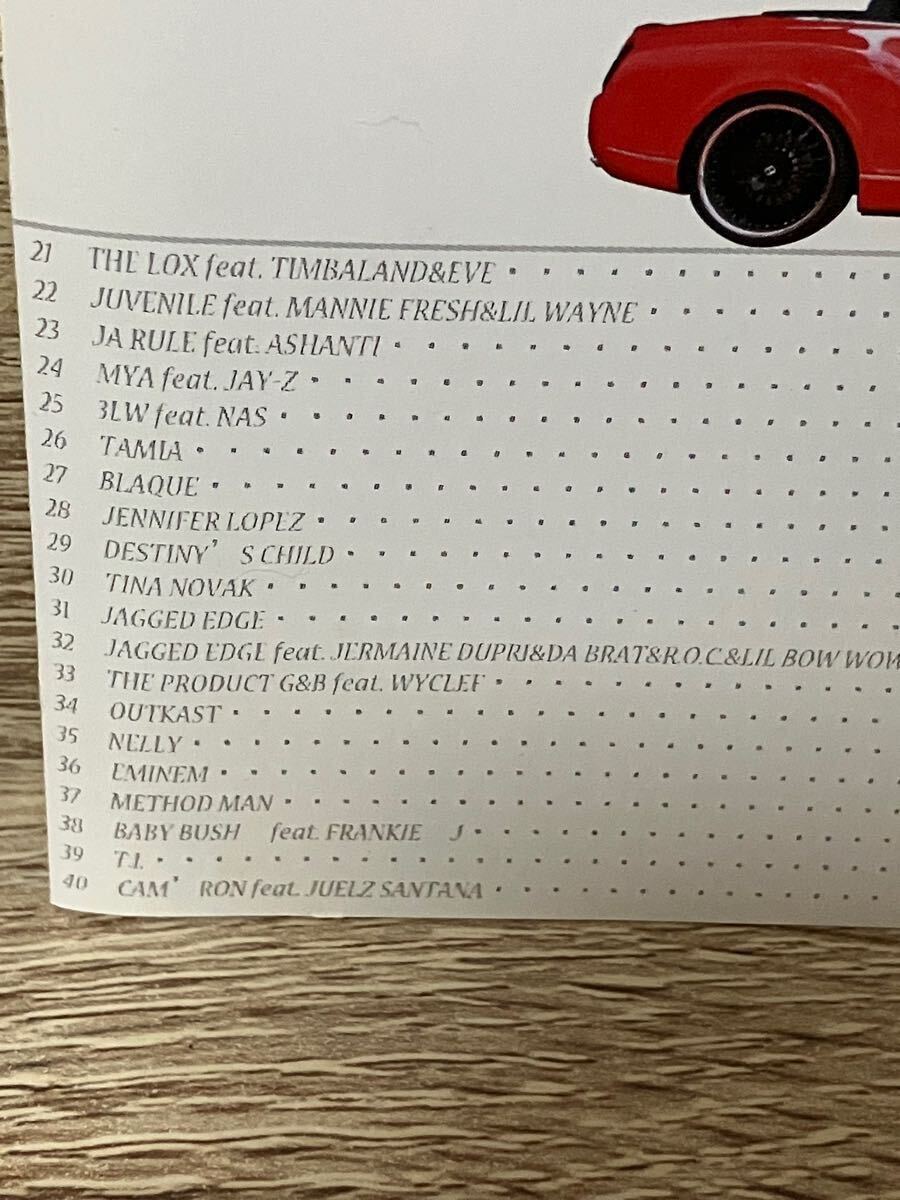 21 THE LOX feat. TIMBALAND&EVE
22 JUVENILE feat. MANNIE FRESH&LIL WAYNE
23 JA RULE feat. ASHANTI
24 MYA feat. JAY-Z
25 3LW feat. NAS
26 TAMIA
27 BLAQUE
28 JENNIFER LOPEZ
29 DESTINY' S CHILD
30 TINA NOVAK
31 JAGGED EDGE
32 JAGGED EDGE feat. JERMAINE DUPRI&DA BRAT&R.O.C.&LIL BOW WOW
33 THE PRODUCT G&B feat. WYCLEF
34 OUTKAST
35 NELLY
36 EMINEM
37 METHOD MAN
38 BABY BUSH feat. FRANKIE J
39 T.I.
40 CAM' RON feat. JUELZ SANTANA